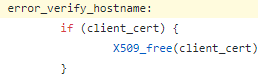 error_verify_hostname:
if (client_cert) {
X509_free(client_cert)
}